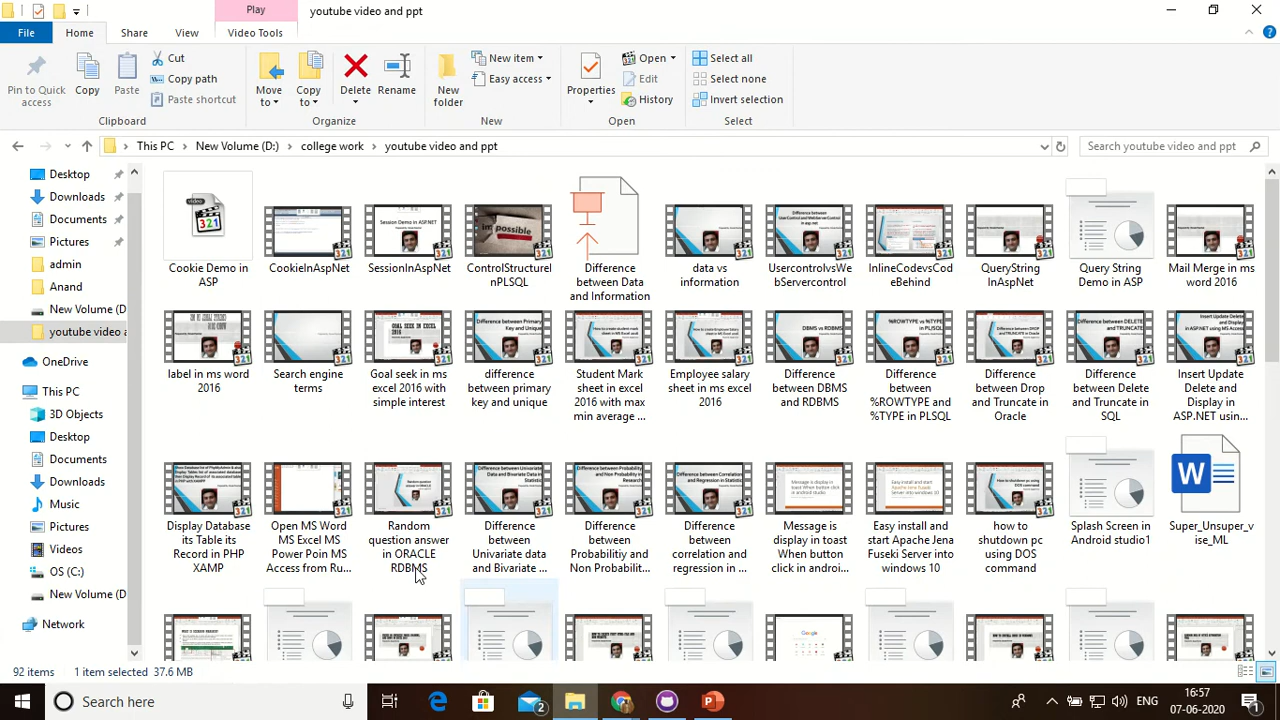 Play
youtube video and ppt
File
Home
Share
View
Video Tools
Pin to Quick access
Copy
Paste
Cut
Copy path
Paste shortcut
Clipboard
Move to
Copy to
Delete
Rename
Organize
New folder
New item
Easy access
New
Properties
Open
Edit
History
Open
Select all
Select none
Invert selection
Select
This PC
New Volume (D:)
college work
youtube video and ppt
Search youtube video and ppt
Desktop
Downloads
Documents
Pictures
admin
Anand
New Volume (D
youtube video a
OneDrive
This PC
3D Objects
Desktop
Documents
Downloads
Music
Pictures
Videos
OS (C:)
New Volume (D
Network
Cookie Demo in
ASP
CookieInAspNet
SessionInAspNet
ControlStructureI
nPLSQL
Difference
between Data
and Information
data vs
information
UsercontrolvsWe
bServercontrol
InlineCodevsCod
eBehind
QueryString
InAspNet
Query String
Demo in ASP
Mail Merge in ms
word 2016
label in ms word
2016
Search engine
terms
Goal seek in ms
excel 2016 with
simple interest
difference
between primary
key and unique
Student Mark
sheet in excel
2016 with max
min average ...
Employee salary
sheet in ms excel
2016
Difference
between DBMS
and RDBMS
Difference
between
%ROWTYPE and
%TYPE in PLSQL
Difference
between Drop
and Truncate in
Oracle
Difference
between Delete
and Truncate in
SQL
Insert Update
Delete and
Display in
ASP.NET usin...
Display Database
its Table its
Record in PHP
XAMP
Open MS Word
MS Excel MS
Power Poin MS
Access from Ru...
Random
question answer
in ORACLE
RDBMS
Difference
between
Univariate data
and Bivariate ...
Difference
between
Probabilitiy and
Non Probabilit...
Difference
between
correlation and
regression in ...
Message is
display in toast
When button
click in androi...
Easy install and
start Apache Jena
Fuseki Server into
windows 10
how to
shutdown pc
using DOS
command
Splash Screen in
Android studio1
Super_Unsuper_v
ise_ML
92 items
1 item selected 37.6 MB
Search here
2
ENG
16:57
07-06-2020
1